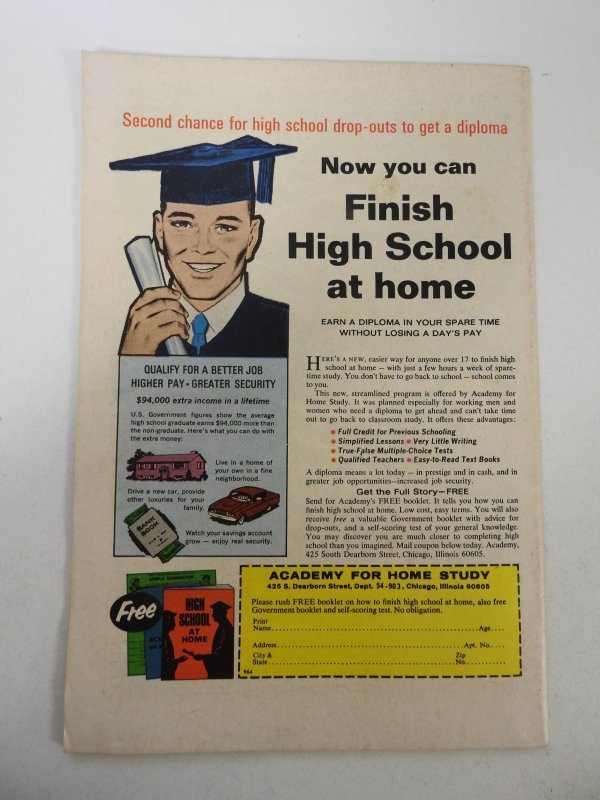 Second chance for high school drop-outs to get a diploma
Now you can
Finish
High School
at home
EARN A DIPLOMA IN YOUR SPARE TIME
WITHOUT LOSING A DAY'S PAY
HERE'S A NEW, easier way for anyone over 17 to finish high
school at home — with just a few hours a week of spare-
time study. You don't have to go back to school — school comes
to you.
This new, streamlined program is offered by Academy for
Home Study. It was planned especially for working men and
women who need a diploma to get ahead and can't take time
out to go back to classroom study. It offers these advantages:
• Full Credit for Previous Schooling
• Simplified Lessons • Very Little Writing
• True-False Multiple-Choice Tests
• Qualified Teachers • Easy-to-Read Text Books
A diploma means a lot today — in prestige and in cash, and in
greater job opportunities—increased job security.
Get the Full Story—FREE
Send for Academy's FREE booklet. It tells you how you can
finish high school at home. Low cost, easy terms. You will also
receive free a valuable Government booklet with advice for
drop-outs, and a self-scoring test of your general knowledge.
You may discover you are much closer to completing high
school than you imagined. Mail coupon below today. Academy,
425 South Dearborn Street, Chicago, Illinois 60605.
QUALIFY FOR A BETTER JOB
HIGHER PAY • GREATER SECURITY
$94,000 extra income in a lifetime
U.S. Government figures show the average
high school graduate earns $94,000 more than
the non-graduate. Here's what you can do with
the extra money:
Live in a home of
your own in a fine
neighborhood.
Drive a new car, provide
other luxuries for your
family.
BANK
BOOK
Watch your savings account
grow — enjoy real security.
Free
SAMPLE EXAMINATION
HIGH
SCHOOL
AT
HOME
ACADEMY FOR HOME STUDY
425 S. Dearborn Street, Dept. 54-903, Chicago, Illinois 60605
Please rush FREE booklet on how to finish high school at home, also free
Government booklet and self-scoring test. No obligation.
Print
Name Age
Address Apt. No.
City & Zip
State No.
964